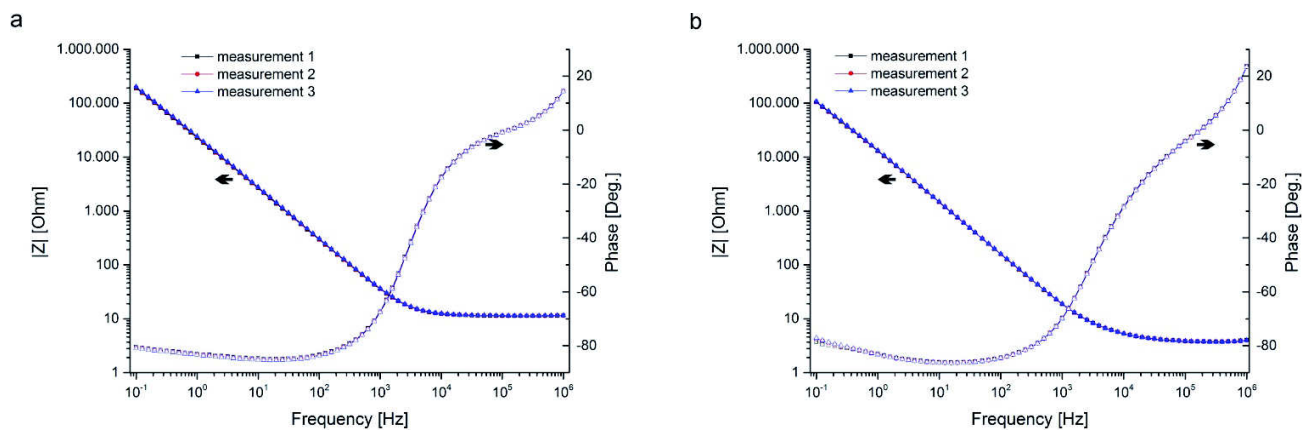 a
measurement 1
measurement 2
measurement 3
1.000.000
100.000
10.000
1.000
100
10
1
|Z| [Ohm]
20
0
-20
-40
-60
-80
Phase [Deg.]
10⁻¹ 10⁰ 10¹ 10² 10³ 10⁴ 10⁵ 10⁶
Frequency [Hz]
b
measurement 1
measurement 2
measurement 3
1.000.000
100.000
10.000
1.000
100
10
1
|Z| [Ohm]
20
0
-20
-40
-60
-80
Phase [Deg.]
10⁻¹ 10⁰ 10¹ 10² 10³ 10⁴ 10⁵ 10⁶
Frequency [Hz]